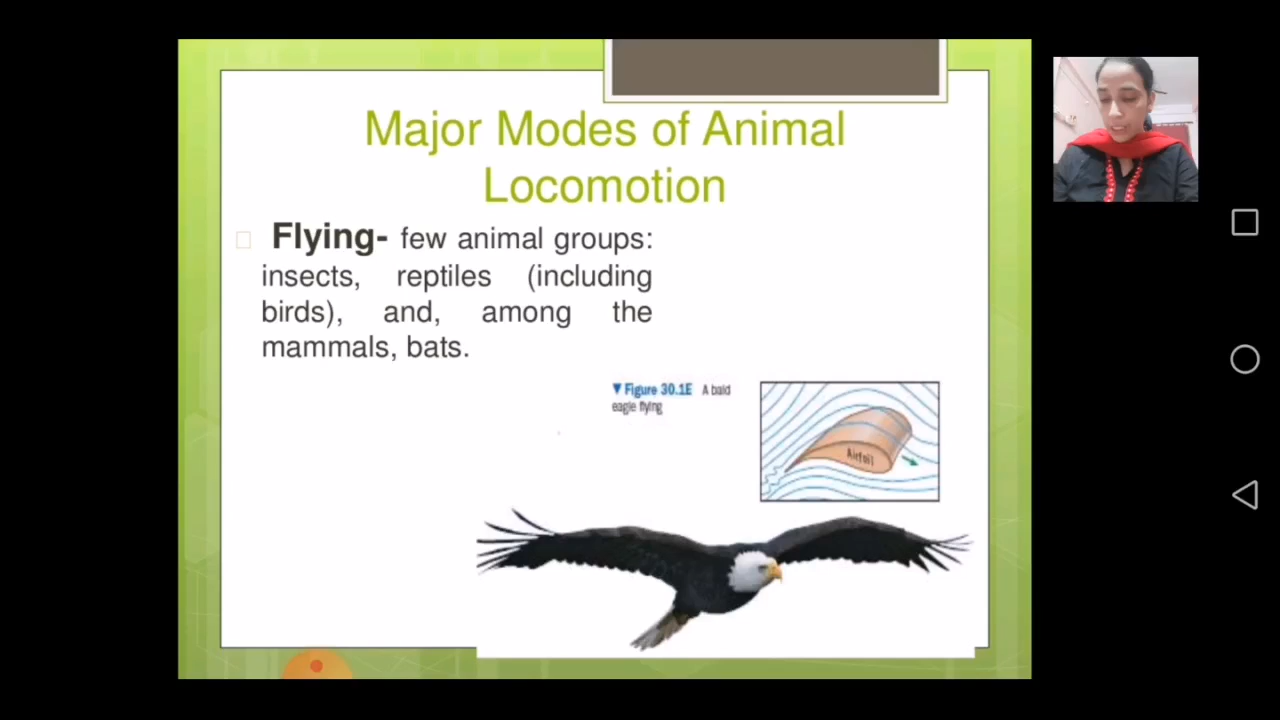 Major Modes of Animal
Locomotion
Flying- few animal groups:
insects, reptiles (including
birds), and, among the
mammals, bats.
▼ Figure 30.1E A bald
eagle flying
Airfoil